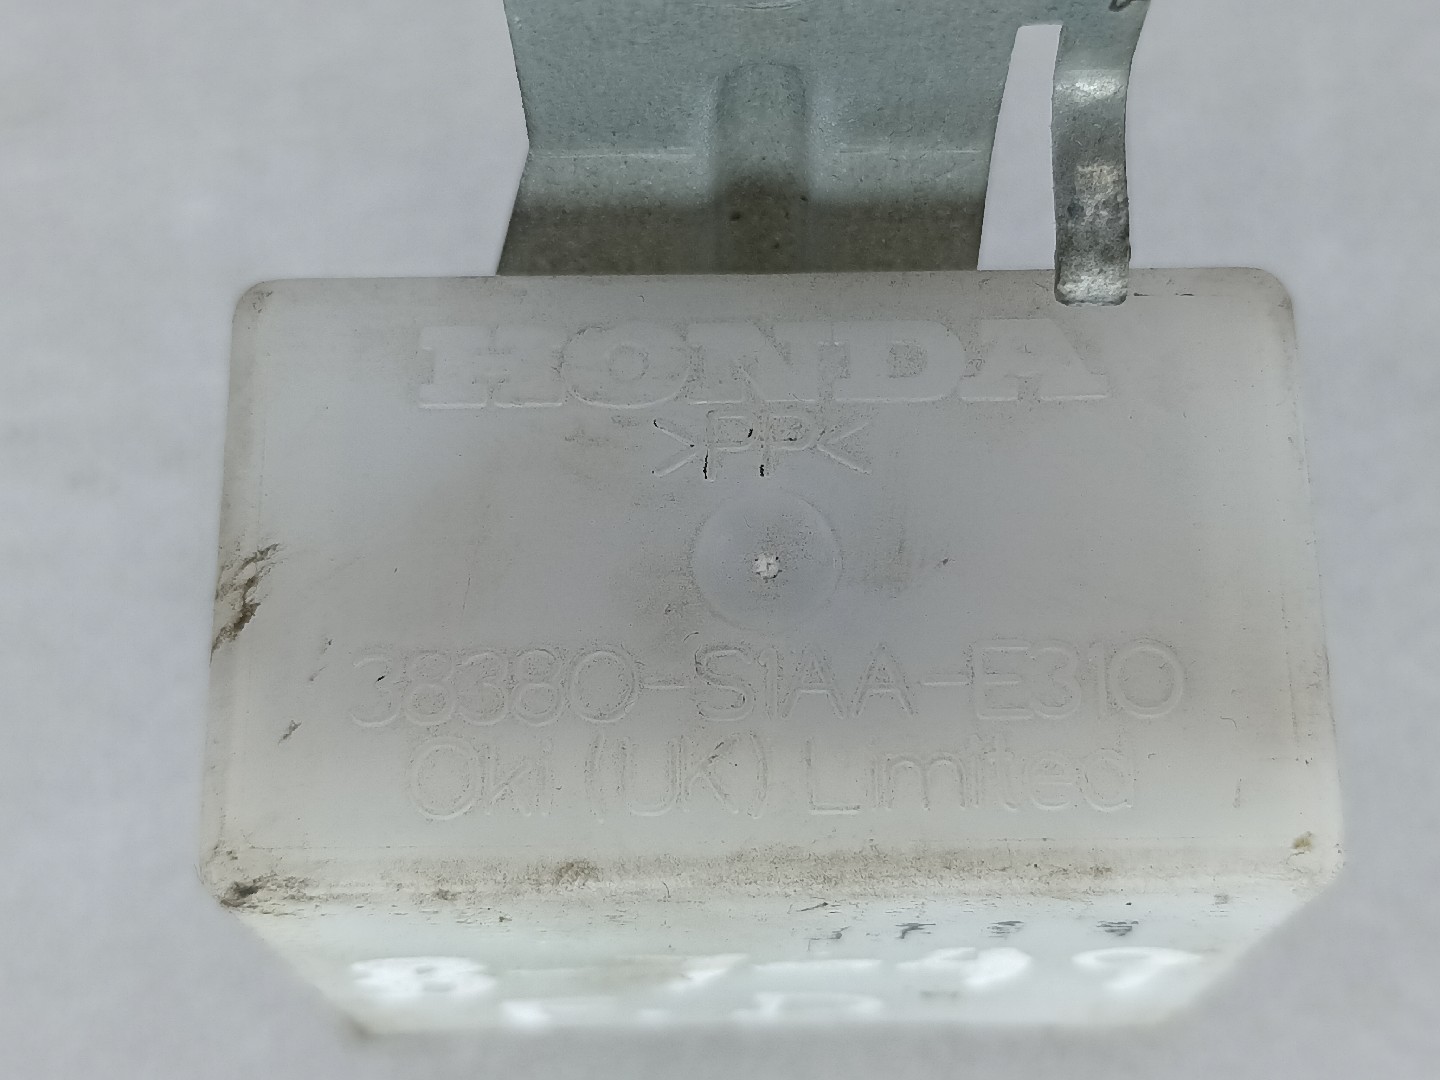 HONDA
>PP<
38380-S1AA-E310
Oki (UK) Limited